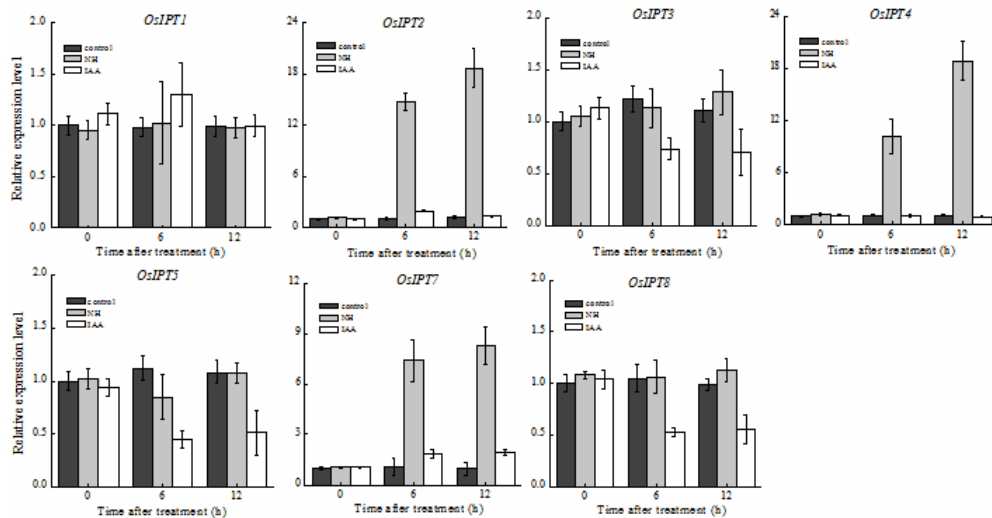 OsIPT1
Relative expression level
2.0
1.5
1.0
0.5
0.0
control
NH
IAA
0 6 12
Time after treatment (h)
OsIPT2
24
18
12
6
0
control
NH
IAA
0 6 12
Time after treatment (h)
OsIPT3
2.0
1.5
1.0
0.5
0.0
control
NH
IAA
0 6 12
Time after treatment (h)
OsIPT4
24
18
12
6
0
control
NH
IAA
0 6 12
Time after treatment (h)
OsIPT5
Relative expression level
2.0
1.5
1.0
0.5
0.0
control
NH
IAA
0 6 12
Time after treatment (h)
OsIPT7
12
9
6
3
0
control
NH
IAA
0 6 12
Time after treatment (h)
OsIPT8
2.0
1.5
1.0
0.5
0.0
control
NH
IAA
0 6 12
Time after treatment (h)